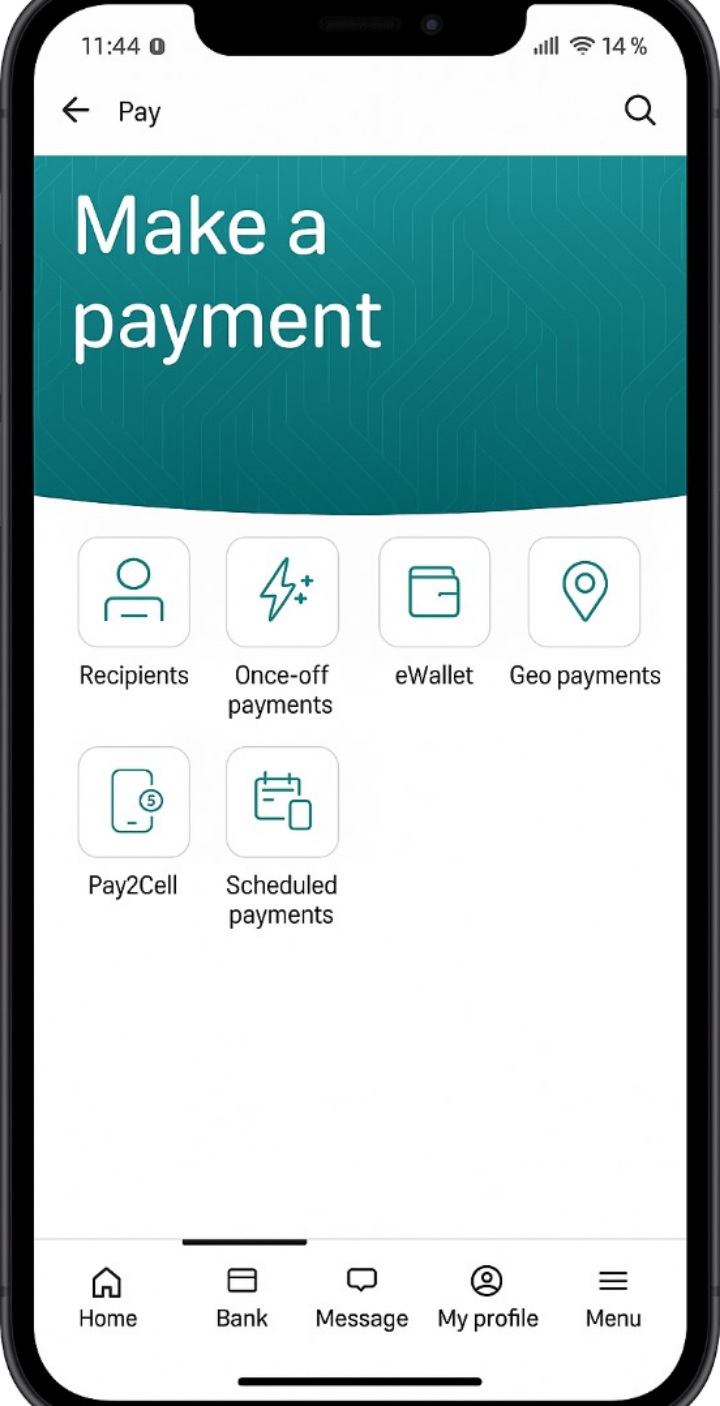 11:44
14%
Pay
Make a
payment
Recipients
Once-off
payments
eWallet
Geo payments
5
Pay2Cell
Scheduled
payments
Home
Bank
Message
My profile
Menu